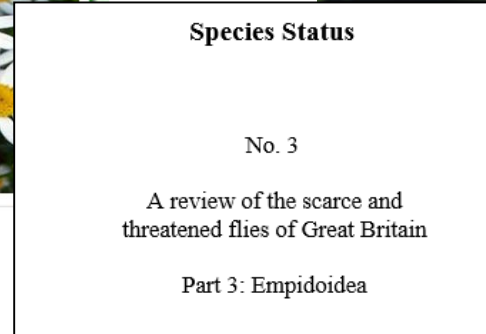 Species Status
No. 3
A review of the scarce and
threatened flies of Great Britain
Part 3: Empidoidea